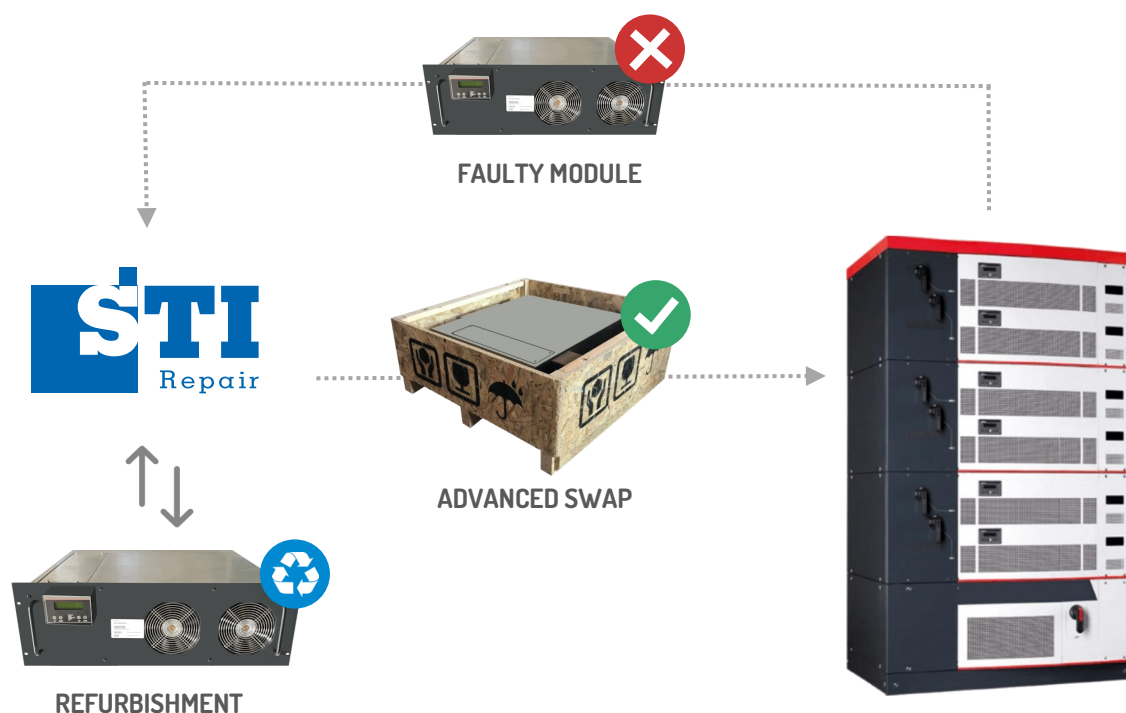 FAULTY MODULE
STI
Repair
ADVANCED SWAP
REFURBISHMENT